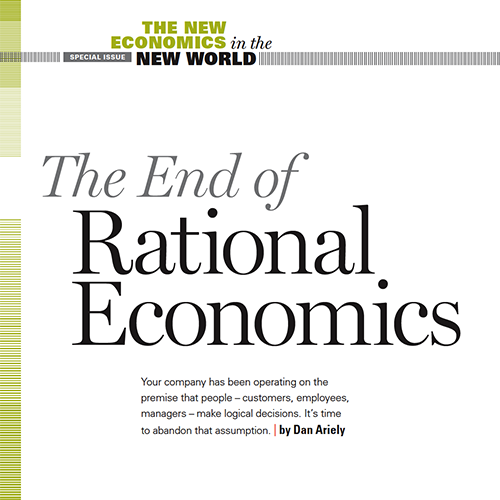 THE NEW
ECONOMICS in the
SPECIAL ISSUE NEW WORLD
The End of
Rational
Economics
Your company has been operating on the
premise that people – customers, employees,
managers – make logical decisions. It's time
to abandon that assumption. | by Dan Ariely